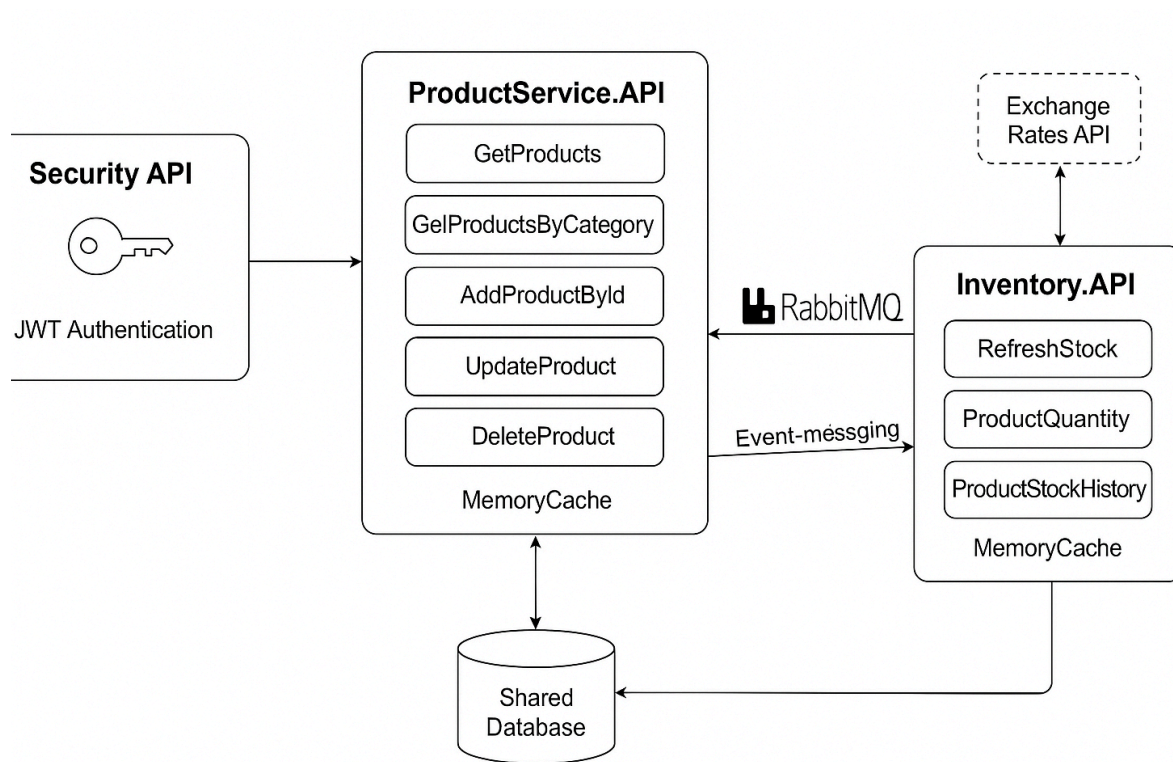 ProductService.API
GetProducts
GelProductsByCategory
AddProductById
UpdateProduct
DeleteProduct
MemoryCache
Security API
JWT Authentication
Exchange
Rates API
Inventory.API
RefreshStock
ProductQuantity
ProductStockHistory
MemoryCache
RabbitMQ
Event-messging
Shared
Database